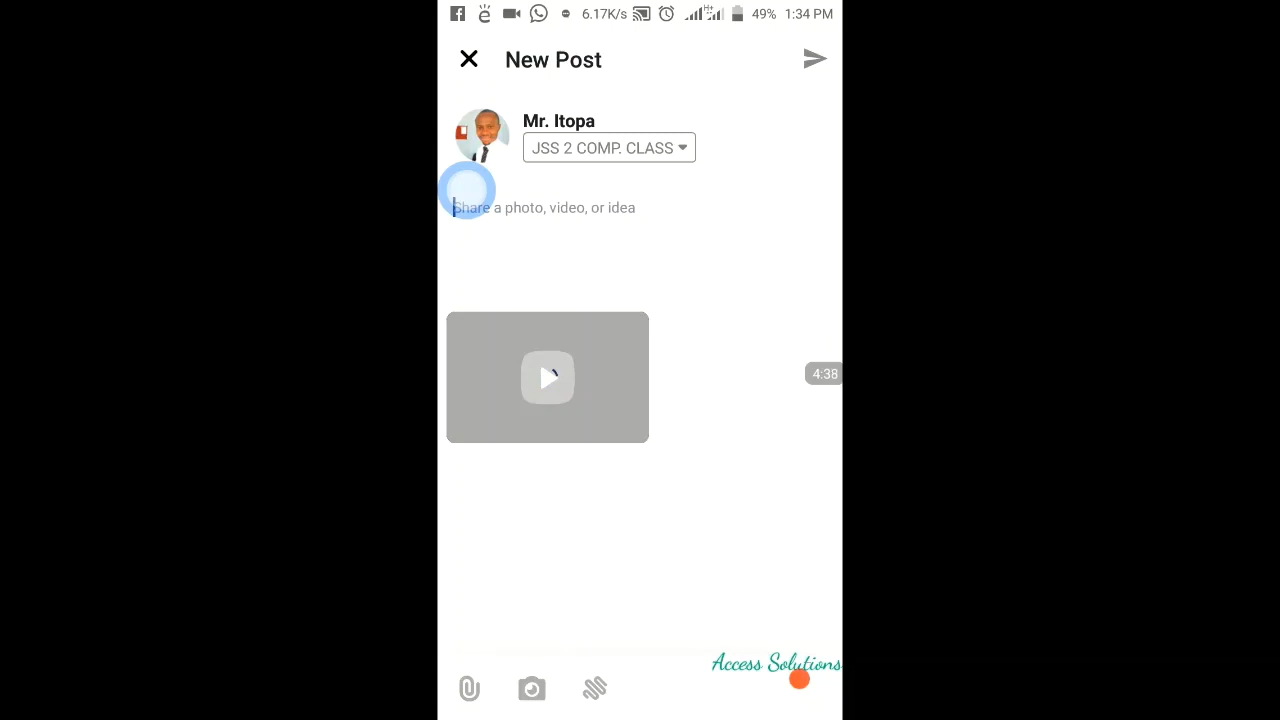 6.17K/s H+ 49% 1:34 PM
New Post
Mr. Itopa
JSS 2 COMP. CLASS
Share a photo, video, or idea
4:38
Access Solutions